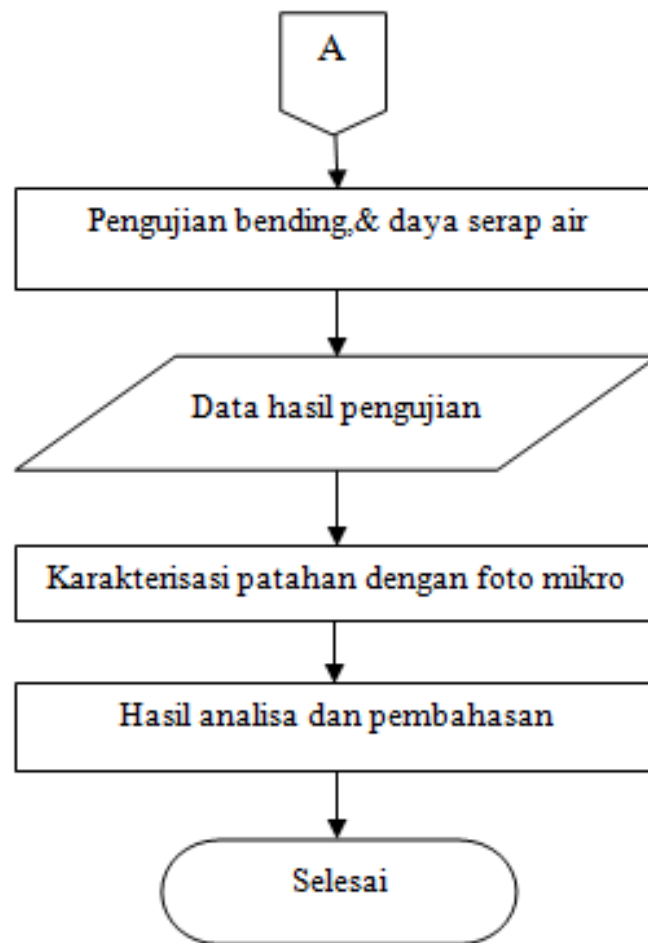 A
Pengujian bending,& daya serap air
Data hasil pengujian
Karakterisasi patahan dengan foto mikro
Hasil analisa dan pembahasan
Selesai